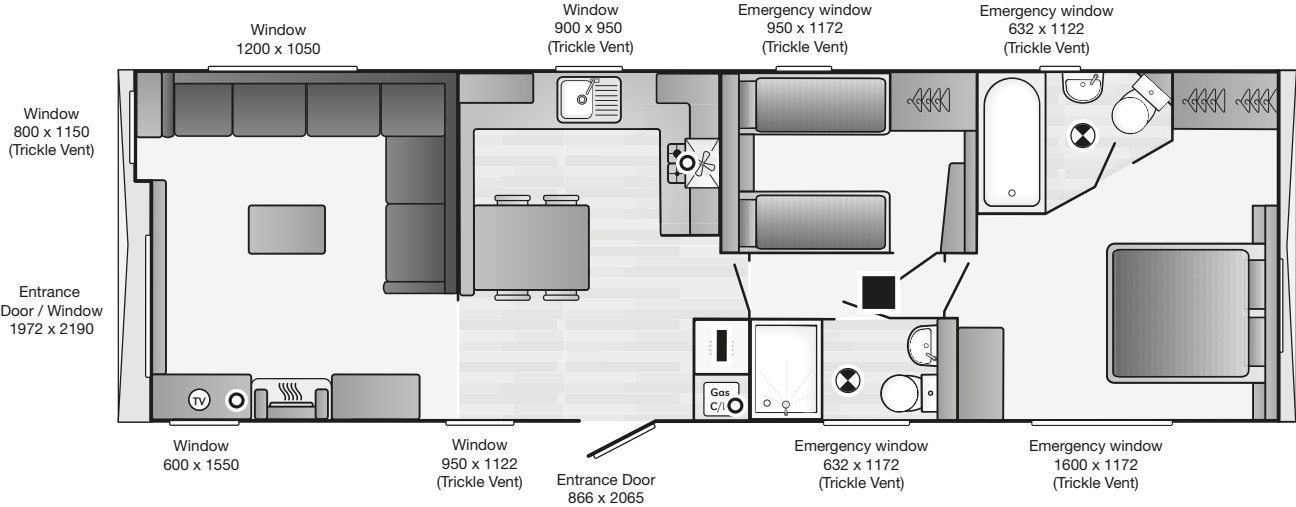 Window
1200 x 1050
Window
900 x 950
(Trickle Vent)
Emergency window
950 x 1172
(Trickle Vent)
Emergency window
632 x 1122
(Trickle Vent)
Window
800 x 1150
(Trickle Vent)
Entrance
Door / Window
1972 x 2190
TV
Gas
C/l
Window
600 x 1550
Window
950 x 1122
(Trickle Vent)
Entrance Door
866 x 2065
Emergency window
632 x 1172
(Trickle Vent)
Emergency window
1600 x 1172
(Trickle Vent)